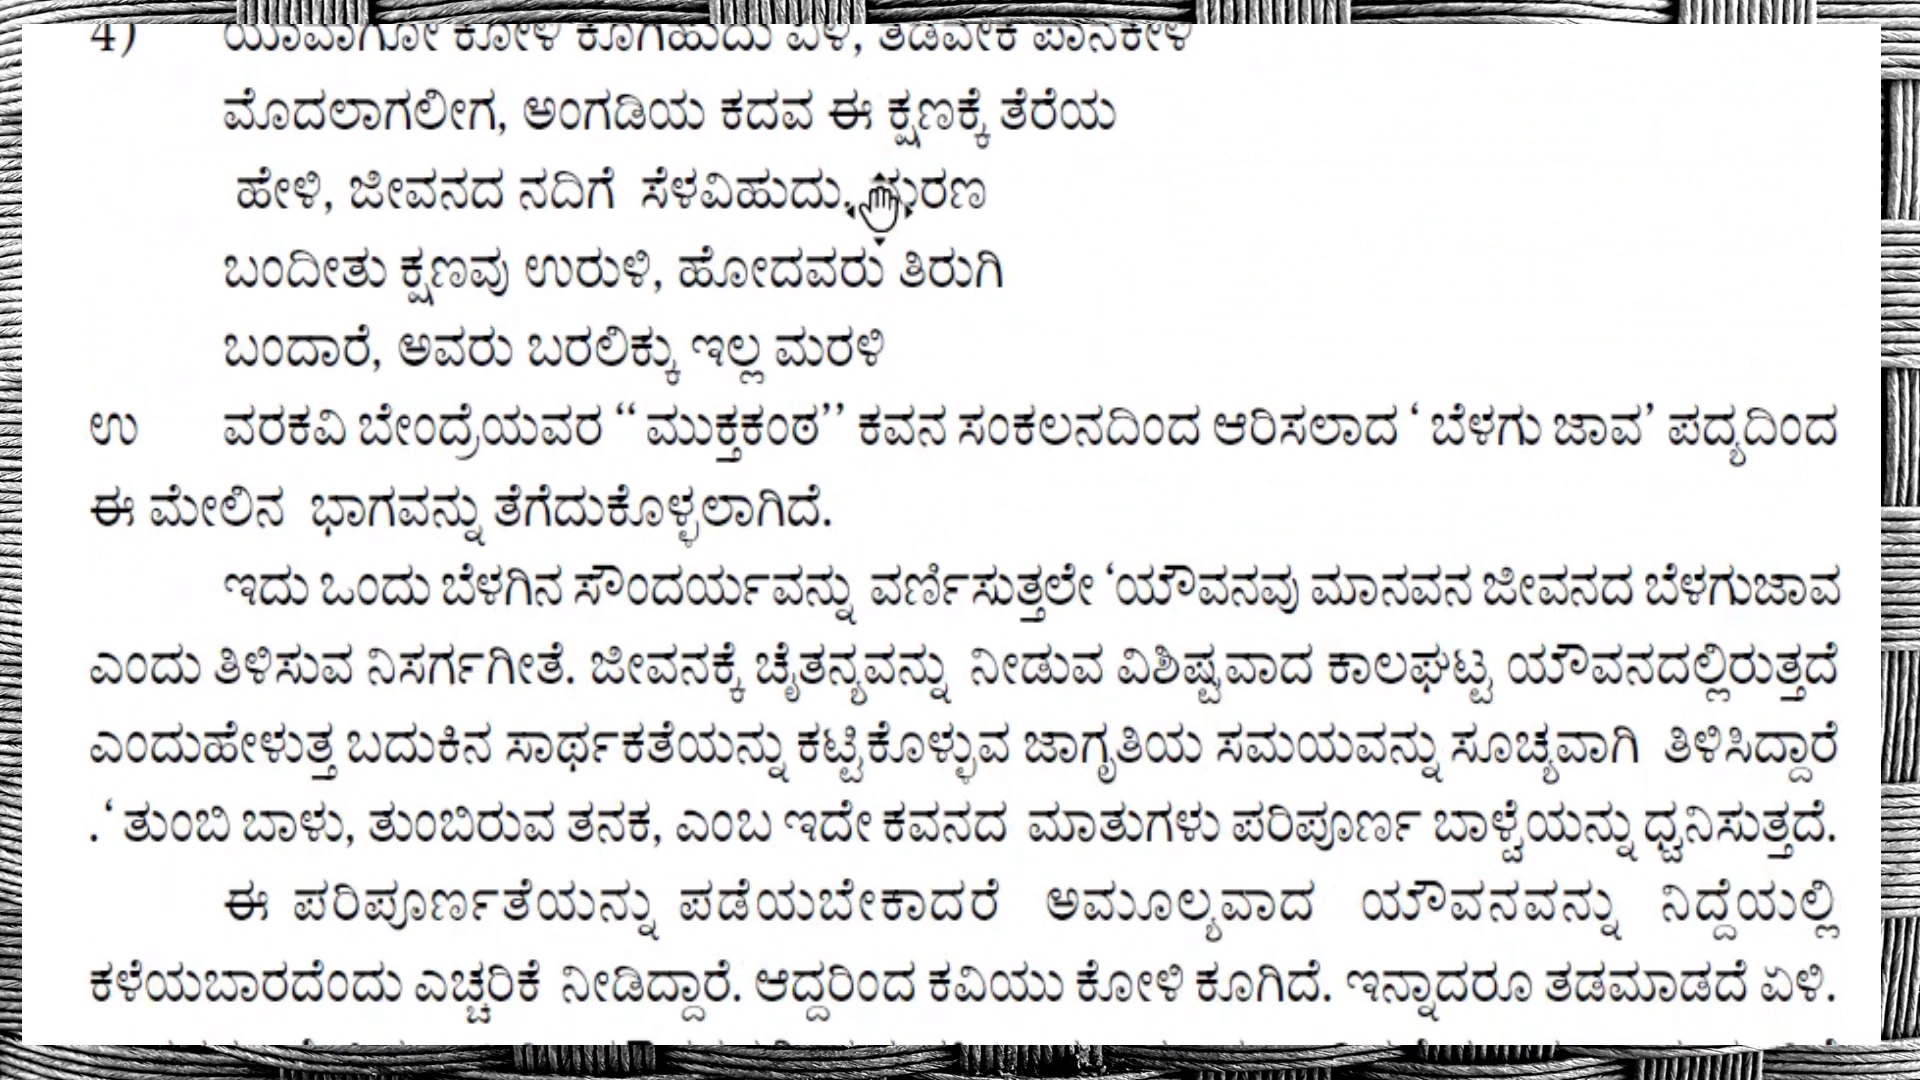 4) ಯಾವಾಗೋ ಕೋಳಿ ಕೂಗಿಹುದು ಏಳಿ, ತಡವೇಕೆ ಪಾನಕೇಳಿ
ಮೊದಲಾಗಲೀಗ, ಅಂಗಡಿಯ ಕದವ ಈ ಕ್ಷಣಕ್ಕೆ ತೆರೆಯ
ಹೇಳಿ, ಜೀವನದ ನದಿಗೆ ಸೆಳವಿಹುದು,
ಬಂದೀತು ಕ್ಷಣವು ಉರುಳಿ, ಹೋದವರು ತಿರುಗಿ
ಬಂದಾರೆ, ಅವರು ಬರಲಿಕ್ಕು ಇಲ್ಲ ಮರಳಿ
ಉ ವರಕವಿ ಬೇಂದ್ರೆಯವರ “ ಮುಕ್ತಕಂಠ” ಕವನ ಸಂಕಲನದಿಂದ ಆರಿಸಲಾದ ‘ ಬೆಳಗು ಜಾವ’ ಪದ್ಯದಿಂದ
ಈ ಮೇಲಿನ ಭಾಗವನ್ನು ತೆಗೆದುಕೊಳ್ಳಲಾಗಿದೆ.
ಇದು ಒಂದು ಬೆಳಗಿನ ಸೌಂದರ್ಯವನ್ನು ವರ್ಣಿಸುತ್ತಲೇ ‘ಯೌವನವು ಮಾನವನ ಜೀವನದ ಬೆಳಗುಜಾವ
ಎಂದು ತಿಳಿಸುವ ನಿಸರ್ಗಗೀತೆ. ಜೀವನಕ್ಕೆ ಚೈತನ್ಯವನ್ನು ನೀಡುವ ವಿಶಿಷ್ಟವಾದ ಕಾಲಘಟ್ಟ ಯೌವನದಲ್ಲಿರುತ್ತದೆ
ಎಂದುಹೇಳುತ್ತ ಬದುಕಿನ ಸಾರ್ಥಕತೆಯನ್ನು ಕಟ್ಟಿಕೊಳ್ಳುವ ಜಾಗೃತಿಯ ಸಮಯವನ್ನು ಸೂಚ್ಯವಾಗಿ ತಿಳಿಸಿದ್ದಾರೆ
.‘ ತುಂಬಿ ಬಾಳು, ತುಂಬಿರುವ ತನಕ, ಎಂಬ ಇದೇ ಕವನದ ಮಾತುಗಳು ಪರಿಪೂರ್ಣ ಬಾಳ್ವೆಯನ್ನು ಧ್ವನಿಸುತ್ತದೆ.
ಈ ಪರಿಪೂರ್ಣತೆಯನ್ನು ಪಡೆಯಬೇಕಾದರೆ ಅಮೂಲ್ಯವಾದ ಯೌವನವನ್ನು ನಿದ್ದೆಯಲ್ಲಿ
ಕಳೆಯಬಾರದೆಂದು ಎಚ್ಚರಿಕೆ ನೀಡಿದ್ದಾರೆ. ಆದ್ದರಿಂದ ಕವಿಯು ಕೋಳಿ ಕೂಗಿದೆ. ಇನ್ನಾದರೂ ತಡಮಾಡದೆ ಏಳಿ.